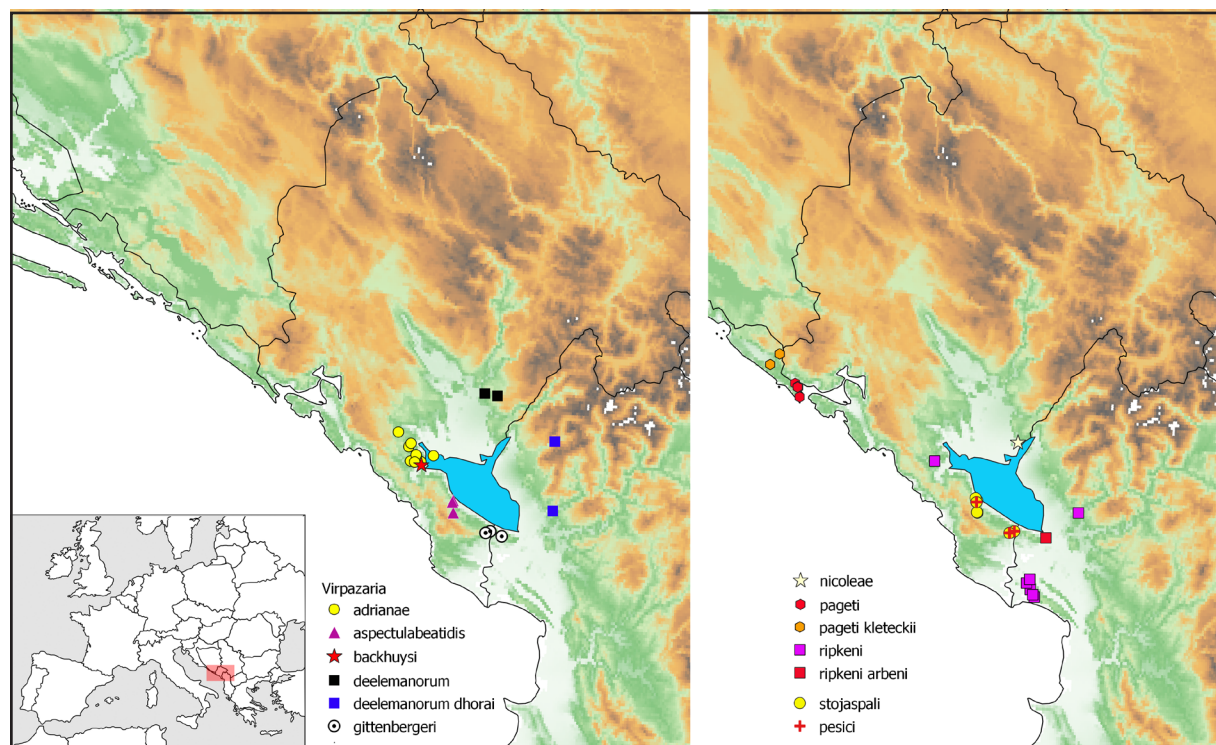 Virpazaria
adrianae
aspectulabeatidis
backhuysi
deelemanorum
deelemanorum dhorai
gittenbergeri
nicoleae
pageti
pageti kleteckii
ripkeni
ripkeni arbeni
stojaspali
pesici